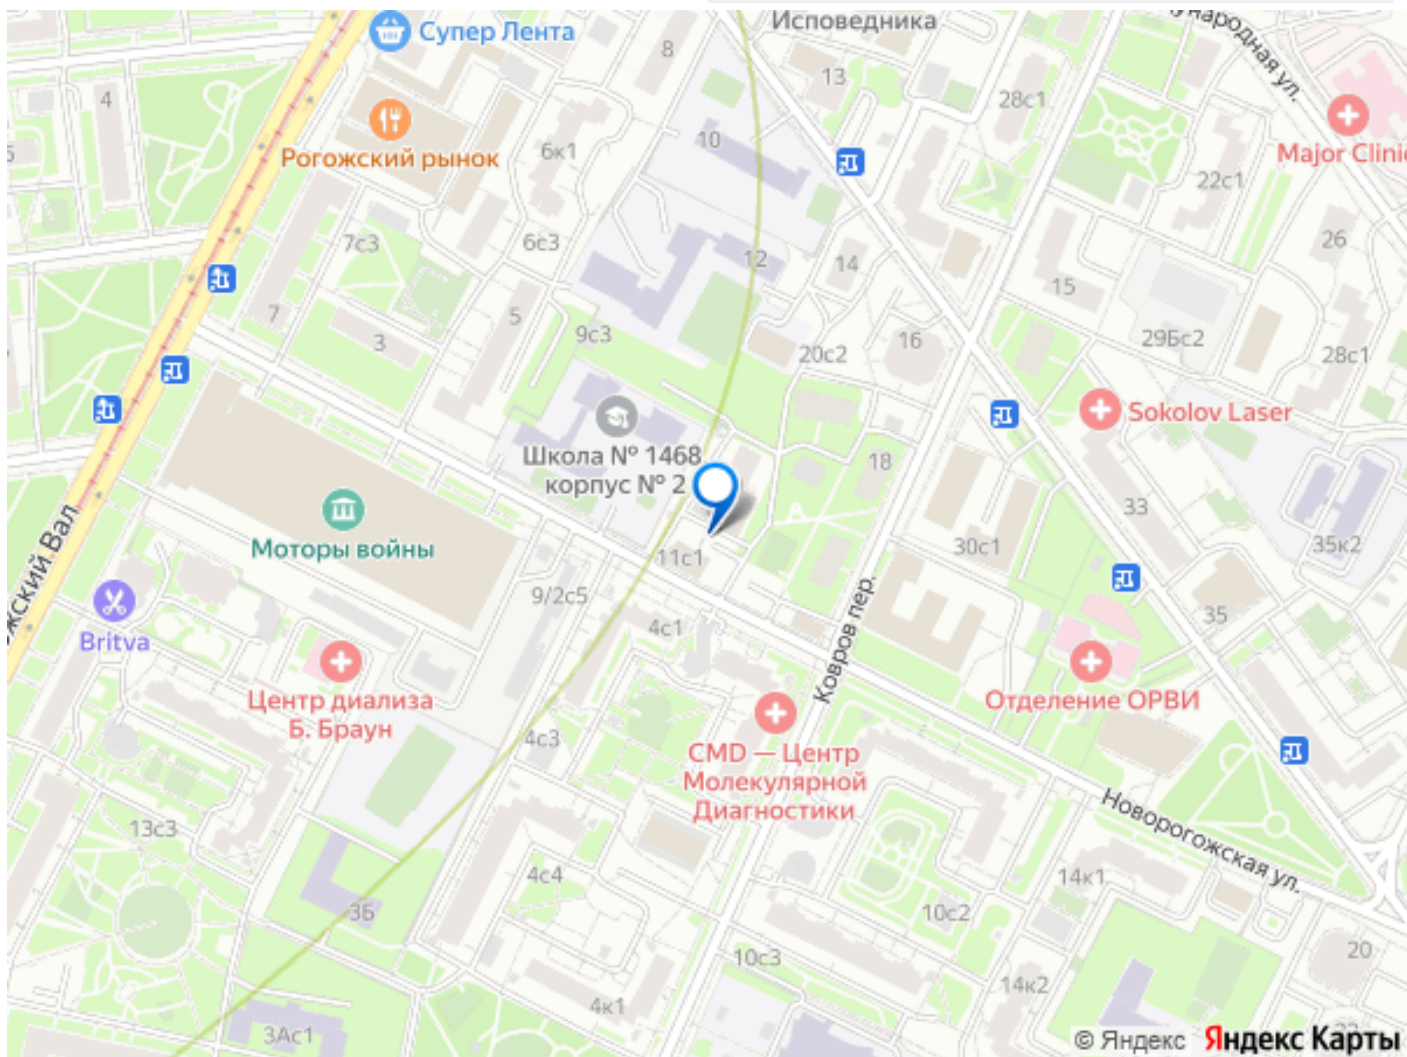 Исповедника
Супер Лента
8
13
28с1
4
10
Рогожский рынок
6к1
Major Clinic
22с1
7с3
6с3
12
14
26
15
7
5
3
9с3
20с2
16
29Бс2
28с1
Sokolov Laser
Школа № 1468
корпус № 2
18
33
Моторы войны
11с1
30с1
35к2
9/2с5
Britva
4с1
35
Ковров пер.
Центр диализа
Б. Браун
Отделение ОРВИ
4с3
CMD — Центр
Молекулярной
Диагностики
Новорогожская ул.
13с3
4с4
14к1
3Б
10с2
10с3
20
14к2
4к1
3Ас1
© Яндекс Яндекс Карты